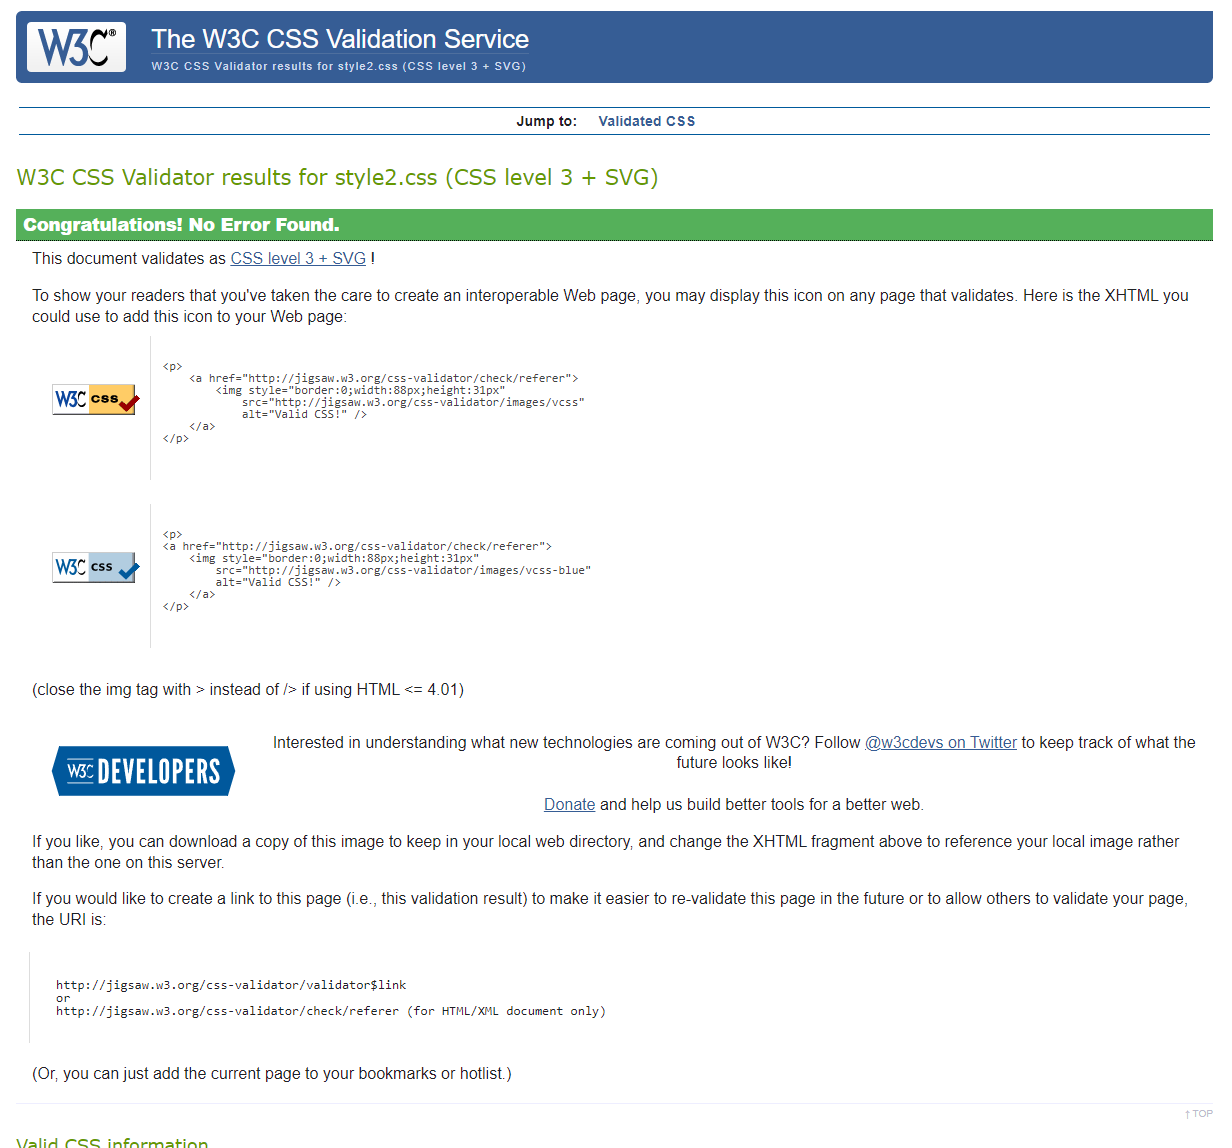 W3C®
The W3C CSS Validation Service
W3C CSS Validator results for style2.css (CSS level 3 + SVG)
Jump to: Validated CSS
W3C CSS Validator results for style2.css (CSS level 3 + SVG)
Congratulations! No Error Found.
This document validates as CSS level 3 + SVG !
To show your readers that you've taken the care to create an interoperable Web page, you may display this icon on any page that validates. Here is the XHTML you
could use to add this icon to your Web page:
W3C css
<p>
<a href="http://jigsaw.w3.org/css-validator/check/referer">
<img style="border:0;width:88px;height:31px"
src="http://jigsaw.w3.org/css-validator/images/vcss"
alt="Valid CSS!" />
</a>
</p>
W3C css
<p>
<a href="http://jigsaw.w3.org/css-validator/check/referer">
<img style="border:0;width:88px;height:31px"
src="http://jigsaw.w3.org/css-validator/images/vcss-blue"
alt="Valid CSS!" />
</a>
</p>
(close the img tag with > instead of /> if using HTML <= 4.01)
W3C DEVELOPERS
Interested in understanding what new technologies are coming out of W3C? Follow @w3cdevs on Twitter to keep track of what the
future looks like!
Donate and help us build better tools for a better web.
If you like, you can download a copy of this image to keep in your local web directory, and change the XHTML fragment above to reference your local image rather
than the one on this server.
If you would like to create a link to this page (i.e., this validation result) to make it easier to re-validate this page in the future or to allow others to validate your page,
the URI is:
http://jigsaw.w3.org/css-validator/validator$link
or
http://jigsaw.w3.org/css-validator/check/referer (for HTML/XML document only)
(Or, you can just add the current page to your bookmarks or hotlist.)
↑ TOP
Valid CSS information